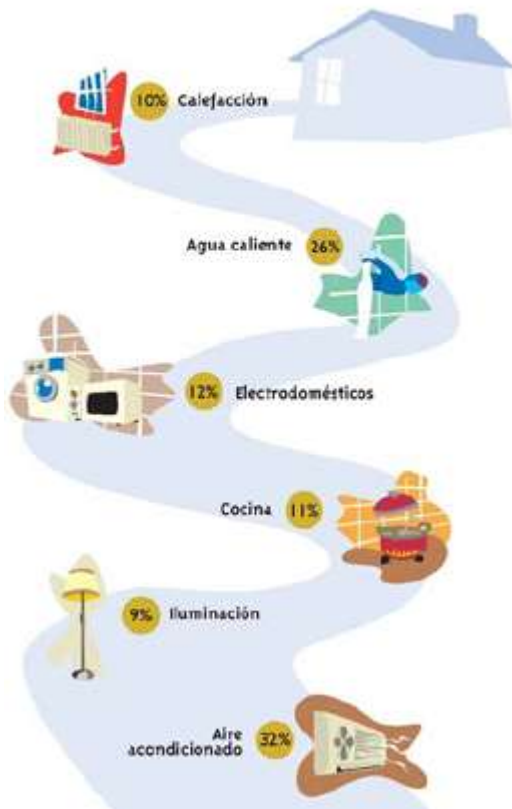 10% Calefacción
Agua caliente 26%
12% Electrodomésticos
Cocina 11%
9% Iluminación
Aire
acondicionado 32%